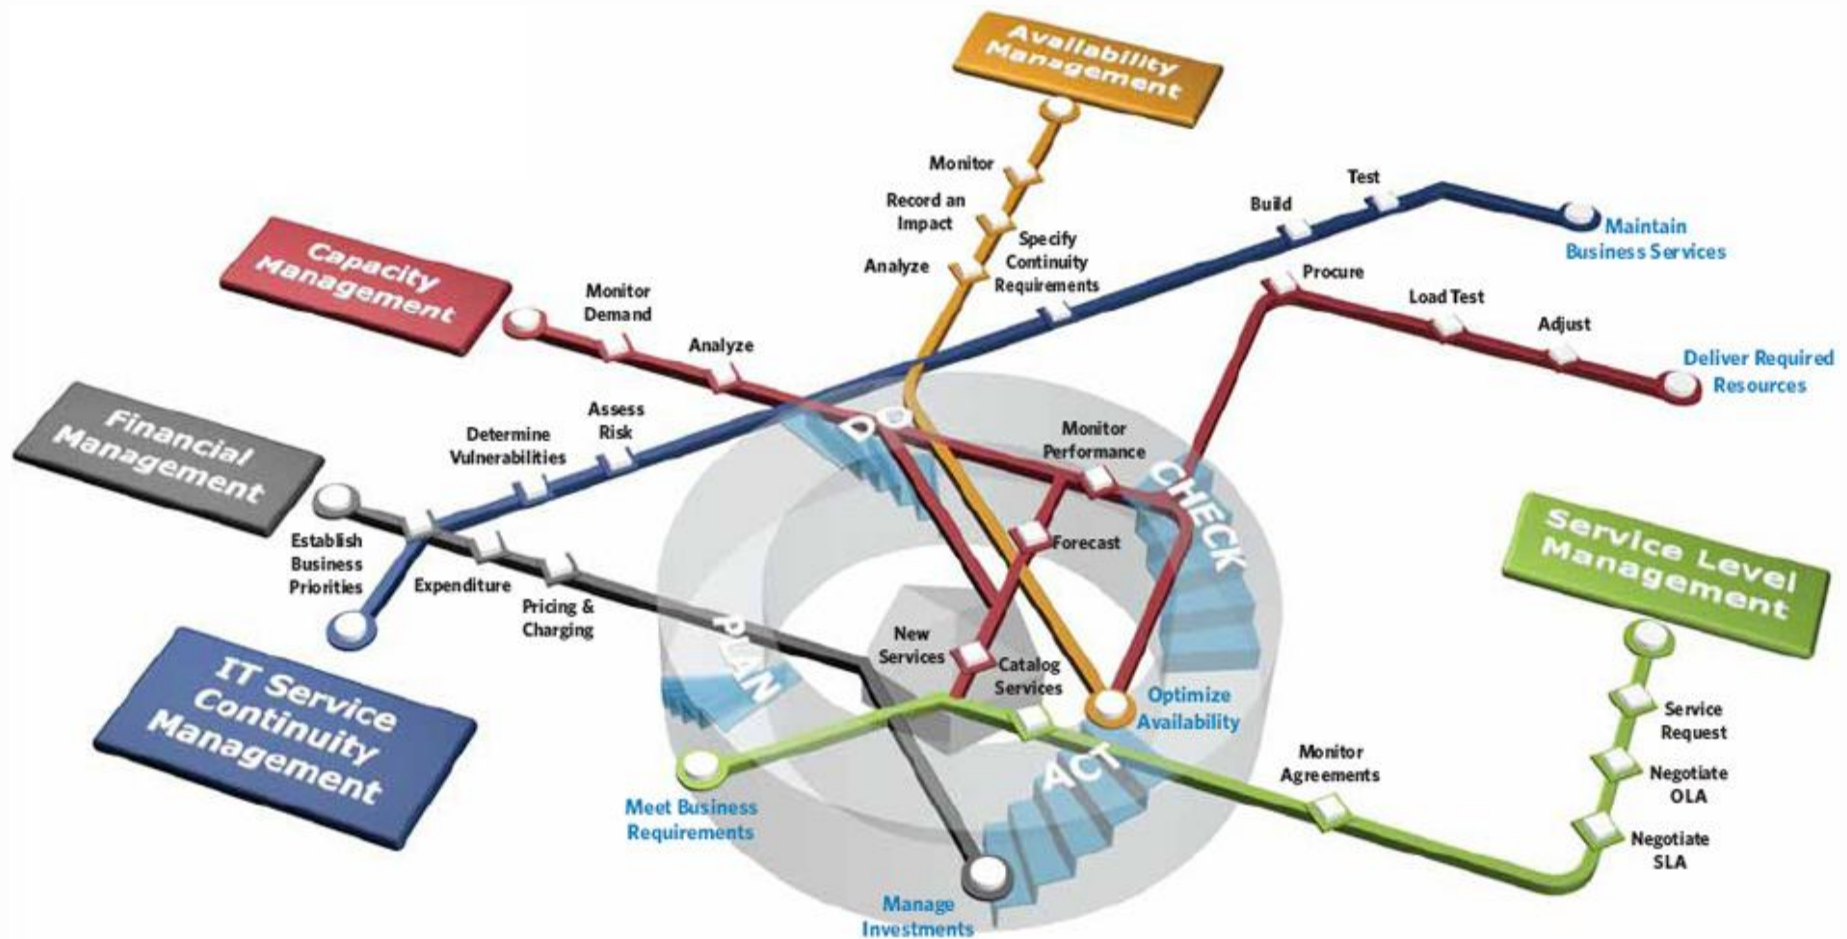 Availability
Management
Monitor
Record an
Impact
Analyze
Specify
Continuity
Requirements
Build
Test
Maintain
Business Services
Capacity
Management
Monitor
Demand
Analyze
Procure
Load Test
Adjust
Deliver Required
Resources
Financial
Management
Establish
Business
Priorities
Expenditure
Pricing &
Charging
Determine
Vulnerabilities
Assess
Risk
DO
Monitor
Performance
CHECK
Forecast
IT Service
Continuity
Management
PLAN
New
Services
Catalog
Services
Optimize
Availability
ACT
Meet Business
Requirements
Manage
Investments
Monitor
Agreements
Service Level
Management
Service
Request
Negotiate
OLA
Negotiate
SLA